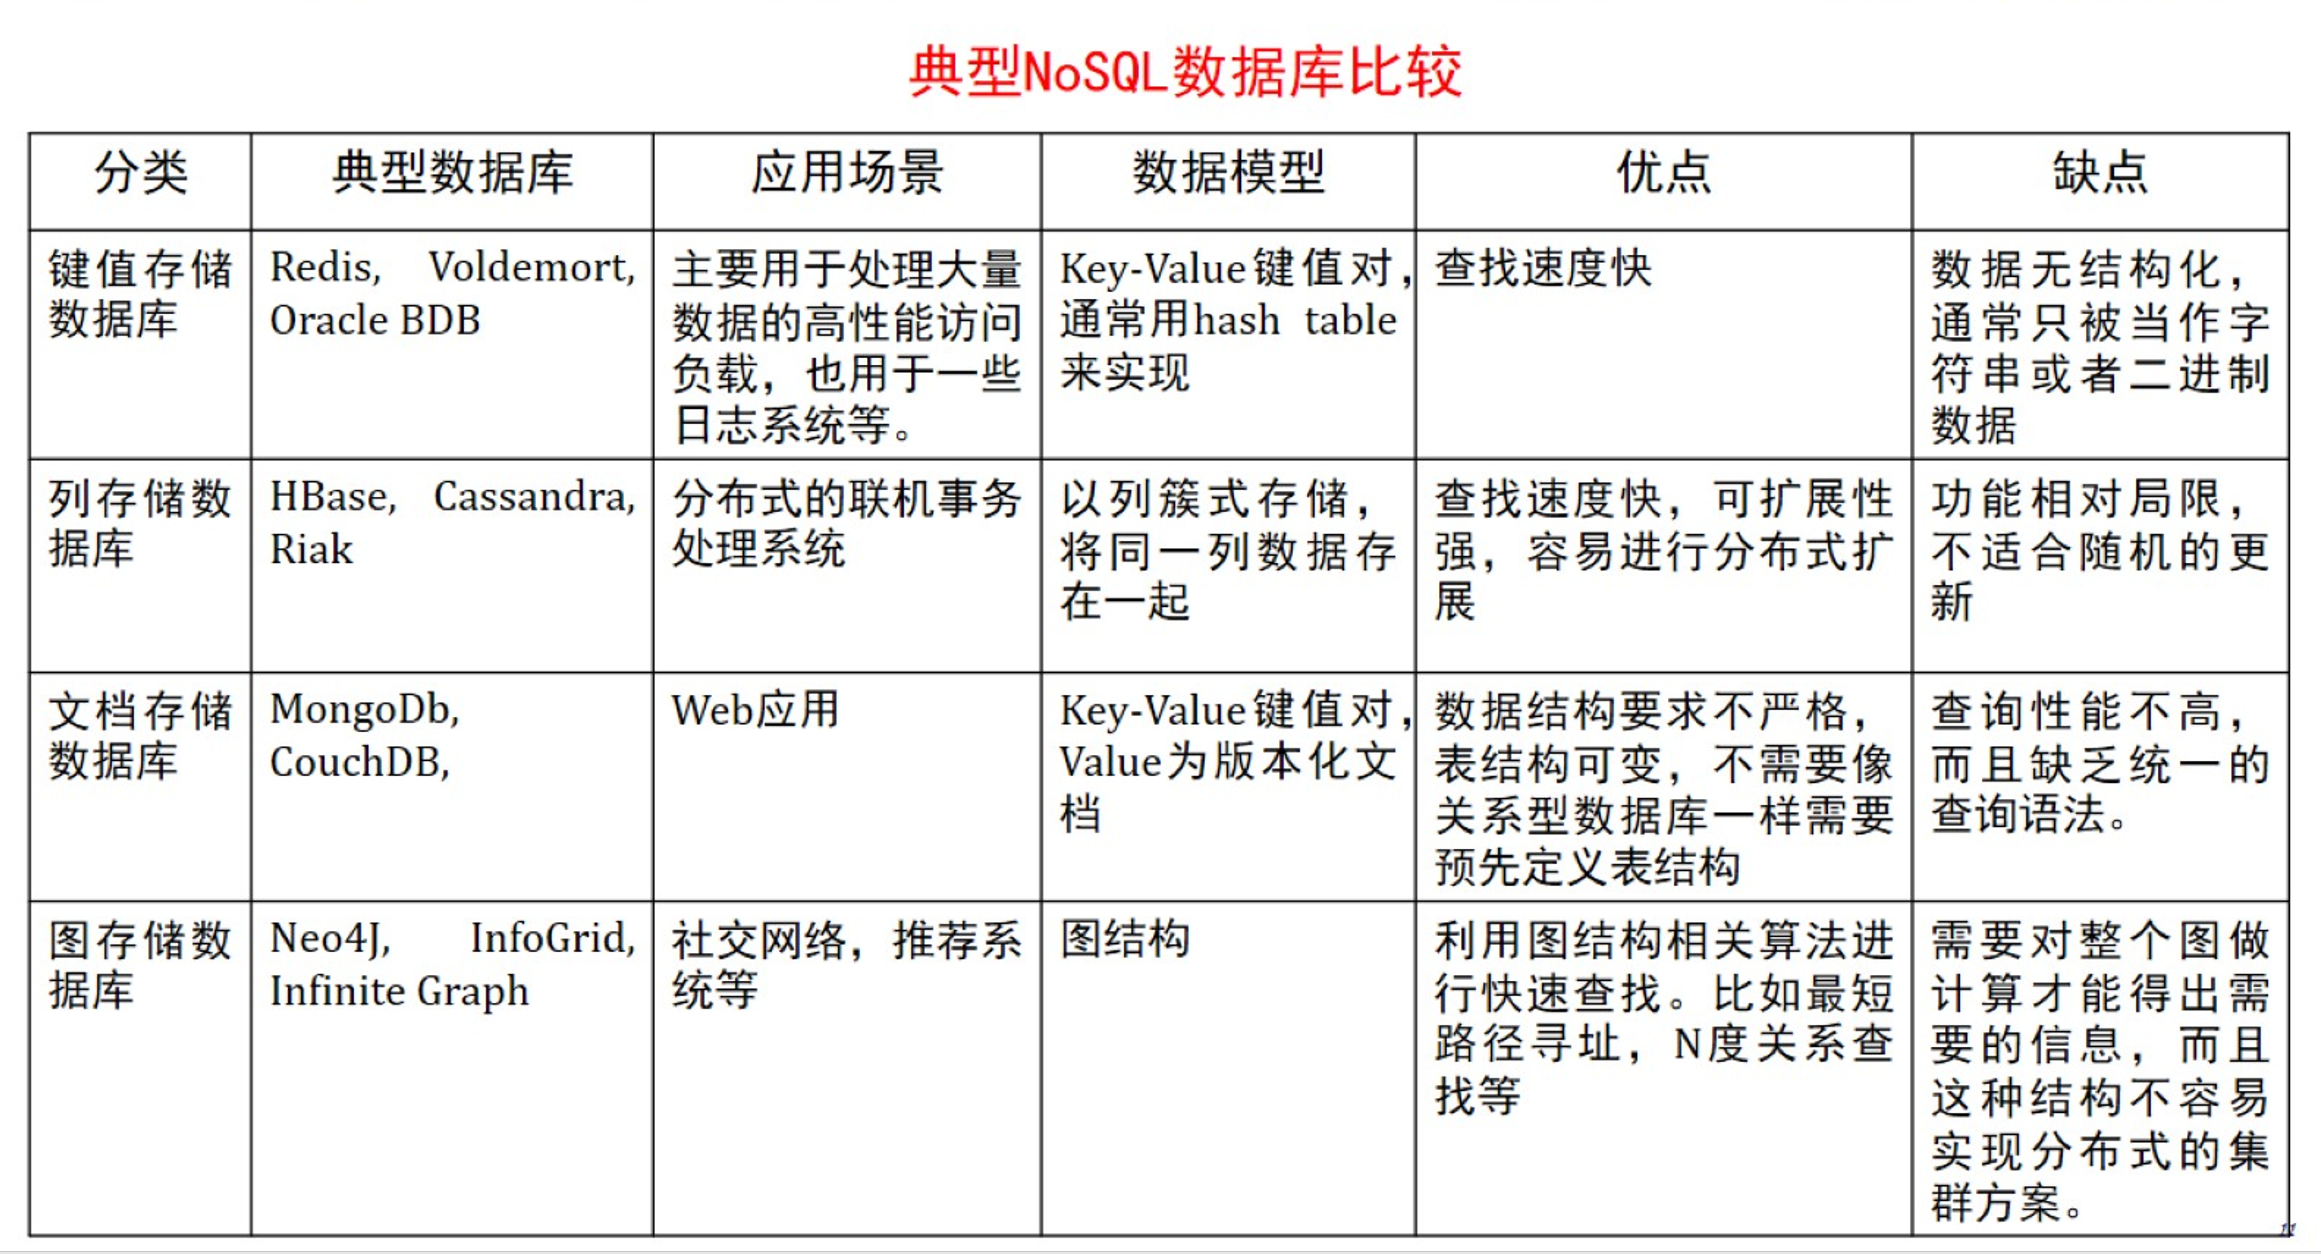 典型NoSQL数据库比较
分类
典型数据库
应用场景
数据模型
优点
缺点
键值存储
数据库
Redis, Voldemort,
Oracle BDB
主要用于处理大量
数据的高性能访问
负载，也用于一些
日志系统等。
Key-Value键值对，
通常用hash table
来实现
查找速度快
数据无结构化，
通常只被当作字
符串或者二进制
数据
列存储数
据库
HBase, Cassandra,
Riak
分布式的联机事务
处理系统
以列簇式存储，
将同一列数据存
在一起
查找速度快，可扩展性
强，容易进行分布式扩
展
功能相对局限，
不适合随机的更
新
文档存储
数据库
MongoDb,
CouchDB,
Web应用
Key-Value键值对，
Value为版本化文
档
数据结构要求不严格，
表结构可变，不需要像
关系型数据库一样需要
预先定义表结构
查询性能不高，
而且缺乏统一的
查询语法。
图存储数
据库
Neo4J, InfoGrid,
Infinite Graph
社交网络，推荐系
统等
图结构
利用图结构相关算法进
行快速查找。比如最短
路径寻址，N度关系查
找等
需要对整个图做
计算才能得出需
要的信息，而且
这种结构不容易
实现分布式的集
群方案。